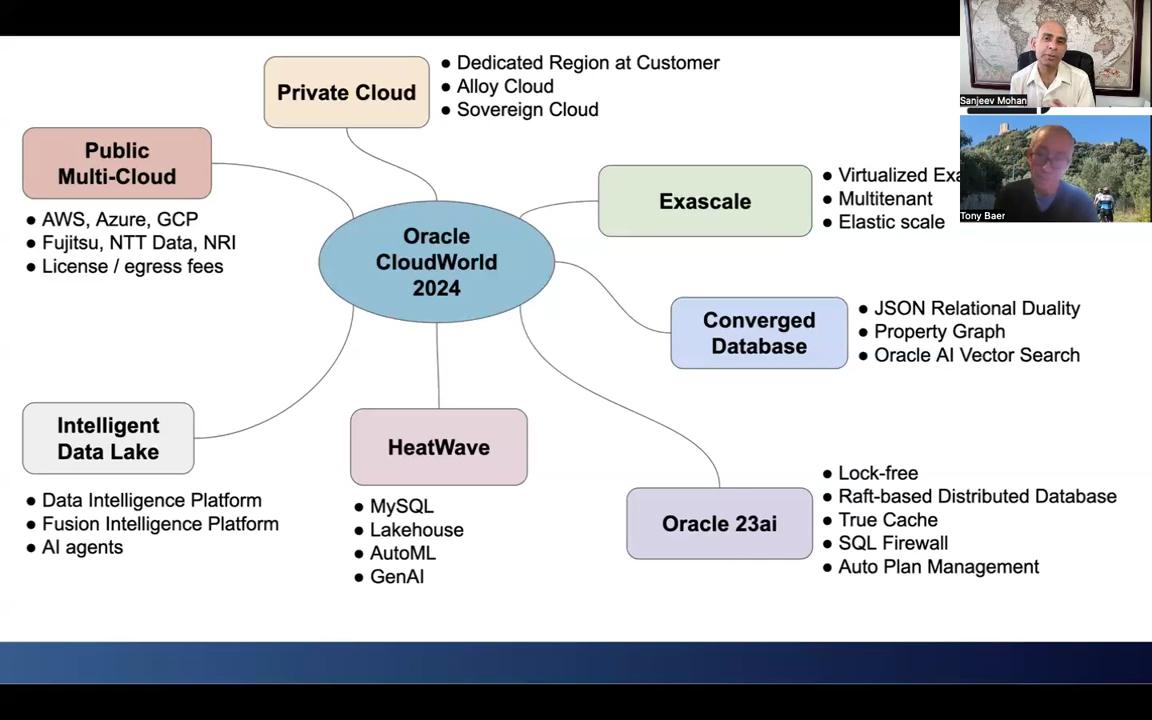 Private Cloud
● Dedicated Region at Customer
● Alloy Cloud
● Sovereign Cloud
Sanjeev Mohan
Tony Baer
Public
Multi-Cloud
● AWS, Azure, GCP
● Fujitsu, NTT Data, NRI
● License / egress fees
Oracle
CloudWorld
2024
Exascale
● Virtualized
● Multitenant
● Elastic scale
Converged
Database
● JSON Relational Duality
● Property Graph
● Oracle AI Vector Search
Intelligent
Data Lake
● Data Intelligence Platform
● Fusion Intelligence Platform
● AI agents
HeatWave
● MySQL
● Lakehouse
● AutoML
● GenAI
Oracle 23ai
● Lock-free
● Raft-based Distributed Database
● True Cache
● SQL Firewall
● Auto Plan Management